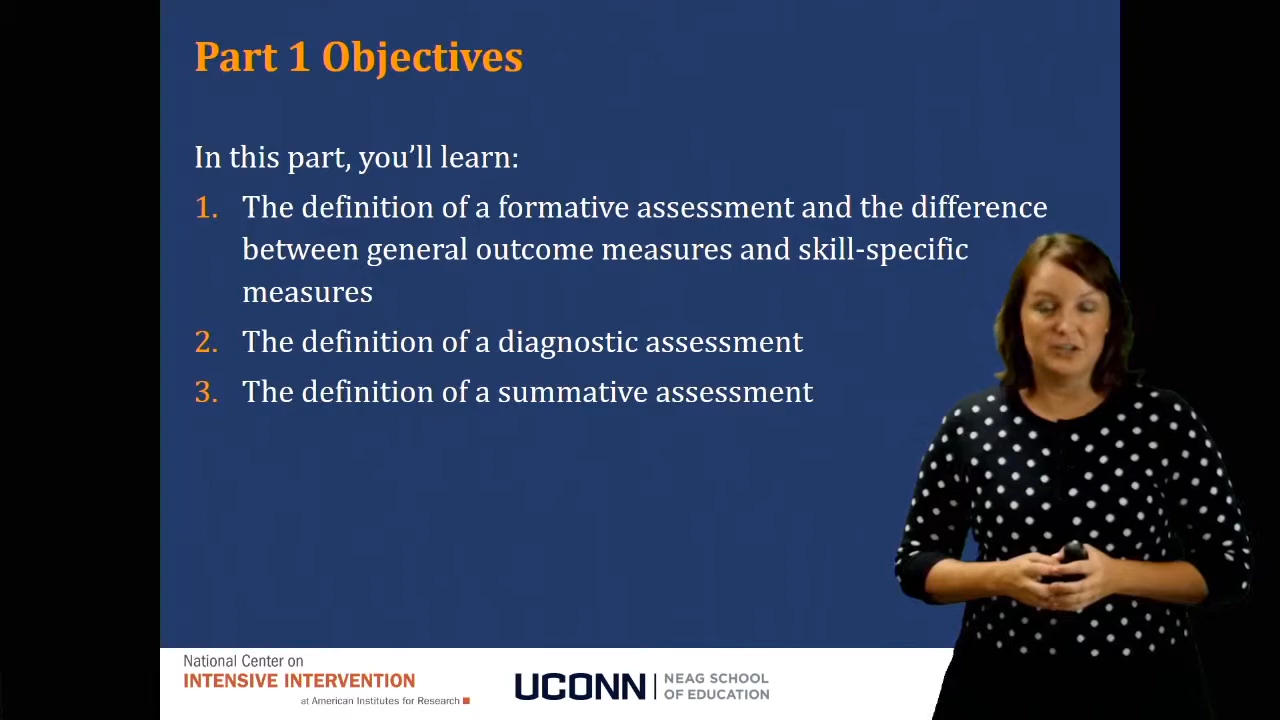 Part 1 Objectives
In this part, you’ll learn:
1. The definition of a formative assessment and the difference
between general outcome measures and skill-specific
measures
2. The definition of a diagnostic assessment
3. The definition of a summative assessment
National Center on
INTENSIVE INTERVENTION
at American Institutes for Research
UCONN
NEAG SCHOOL
OF EDUCATION